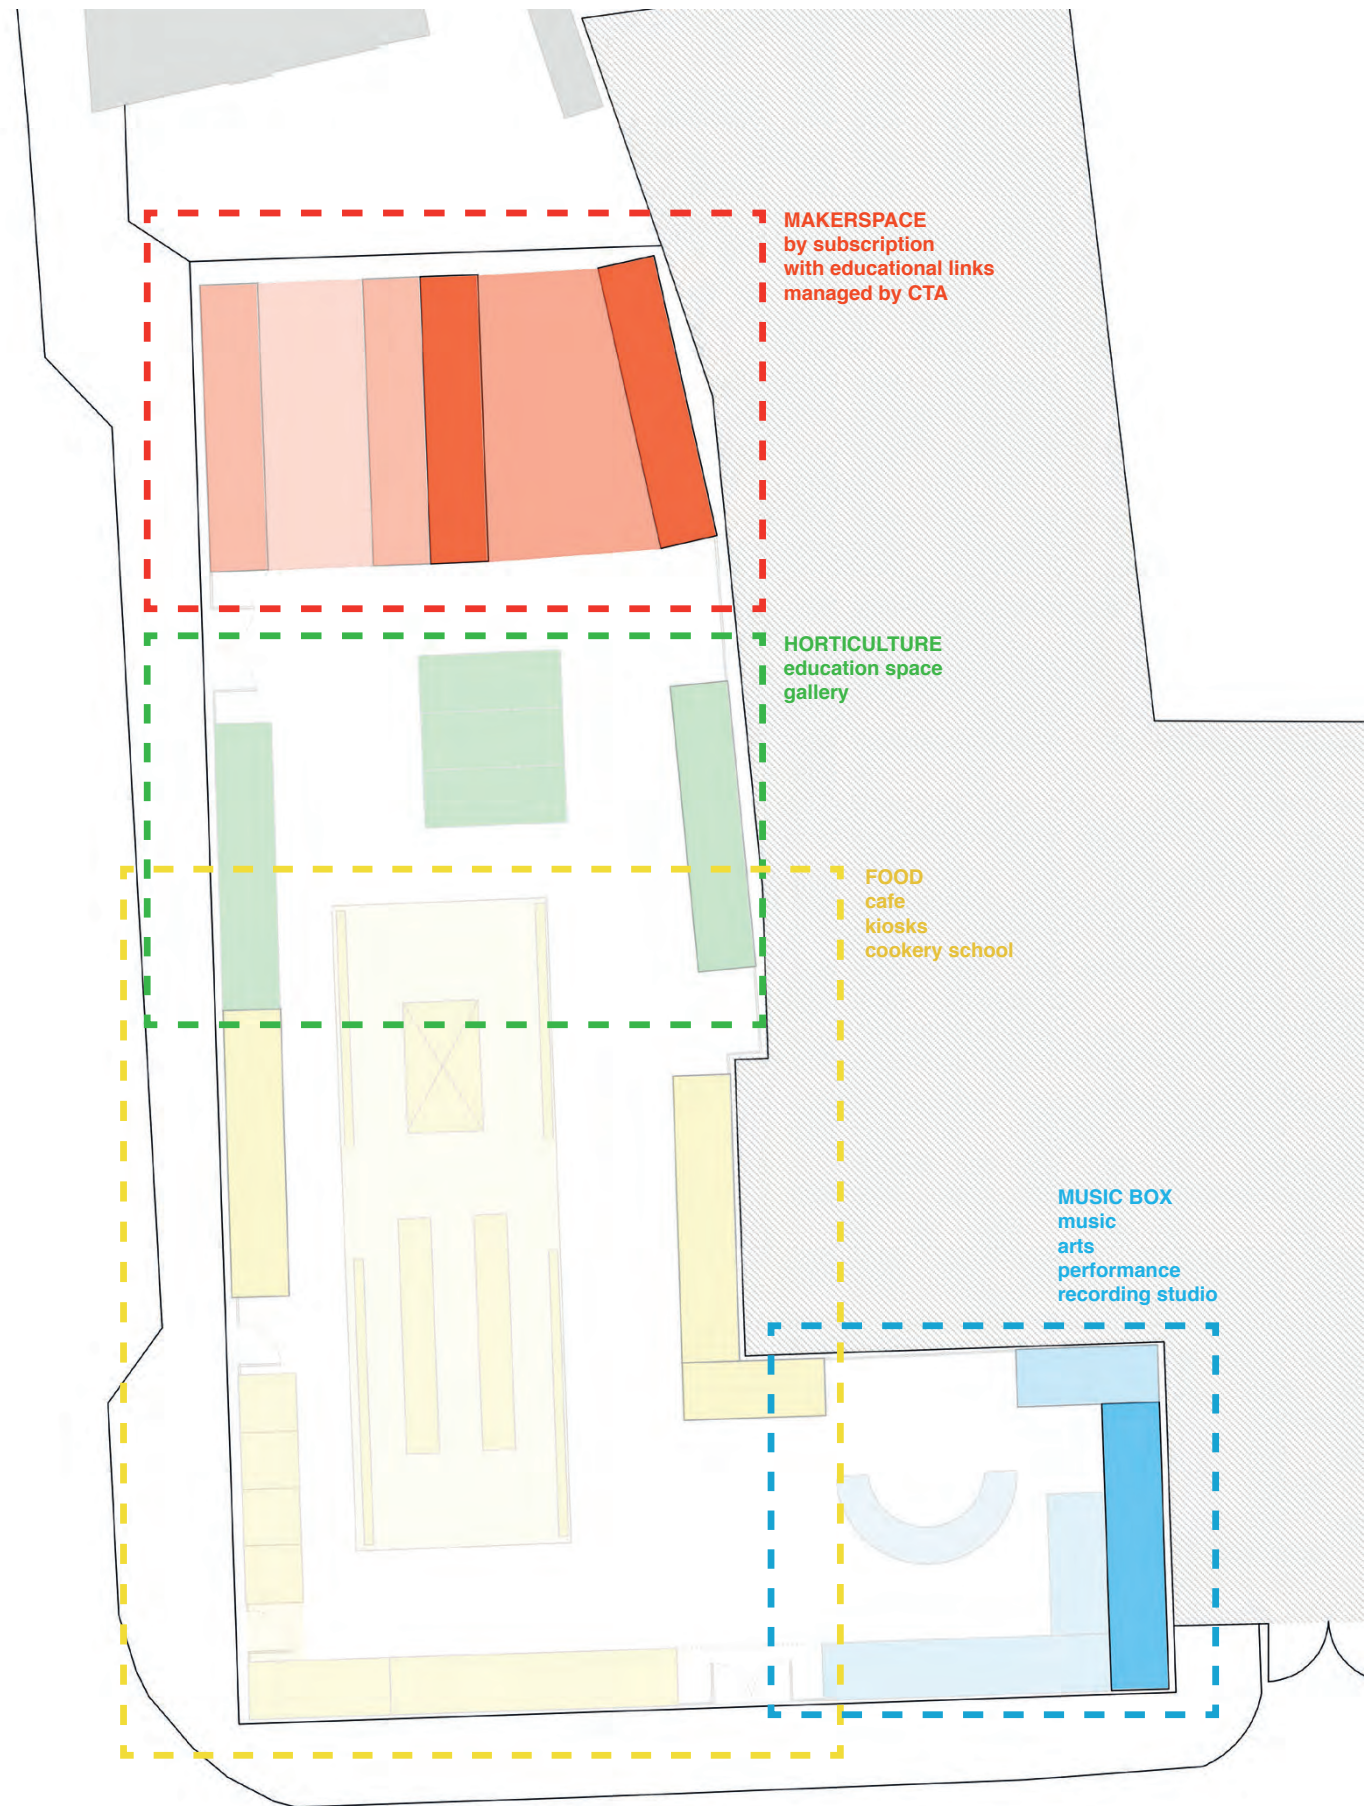 MAKERSPACE
by subscription
with educational links
managed by CTA
HORTICULTURE
education space
gallery
FOOD
cafe
kiosks
cookery school
MUSIC BOX
music
arts
performance
recording studio